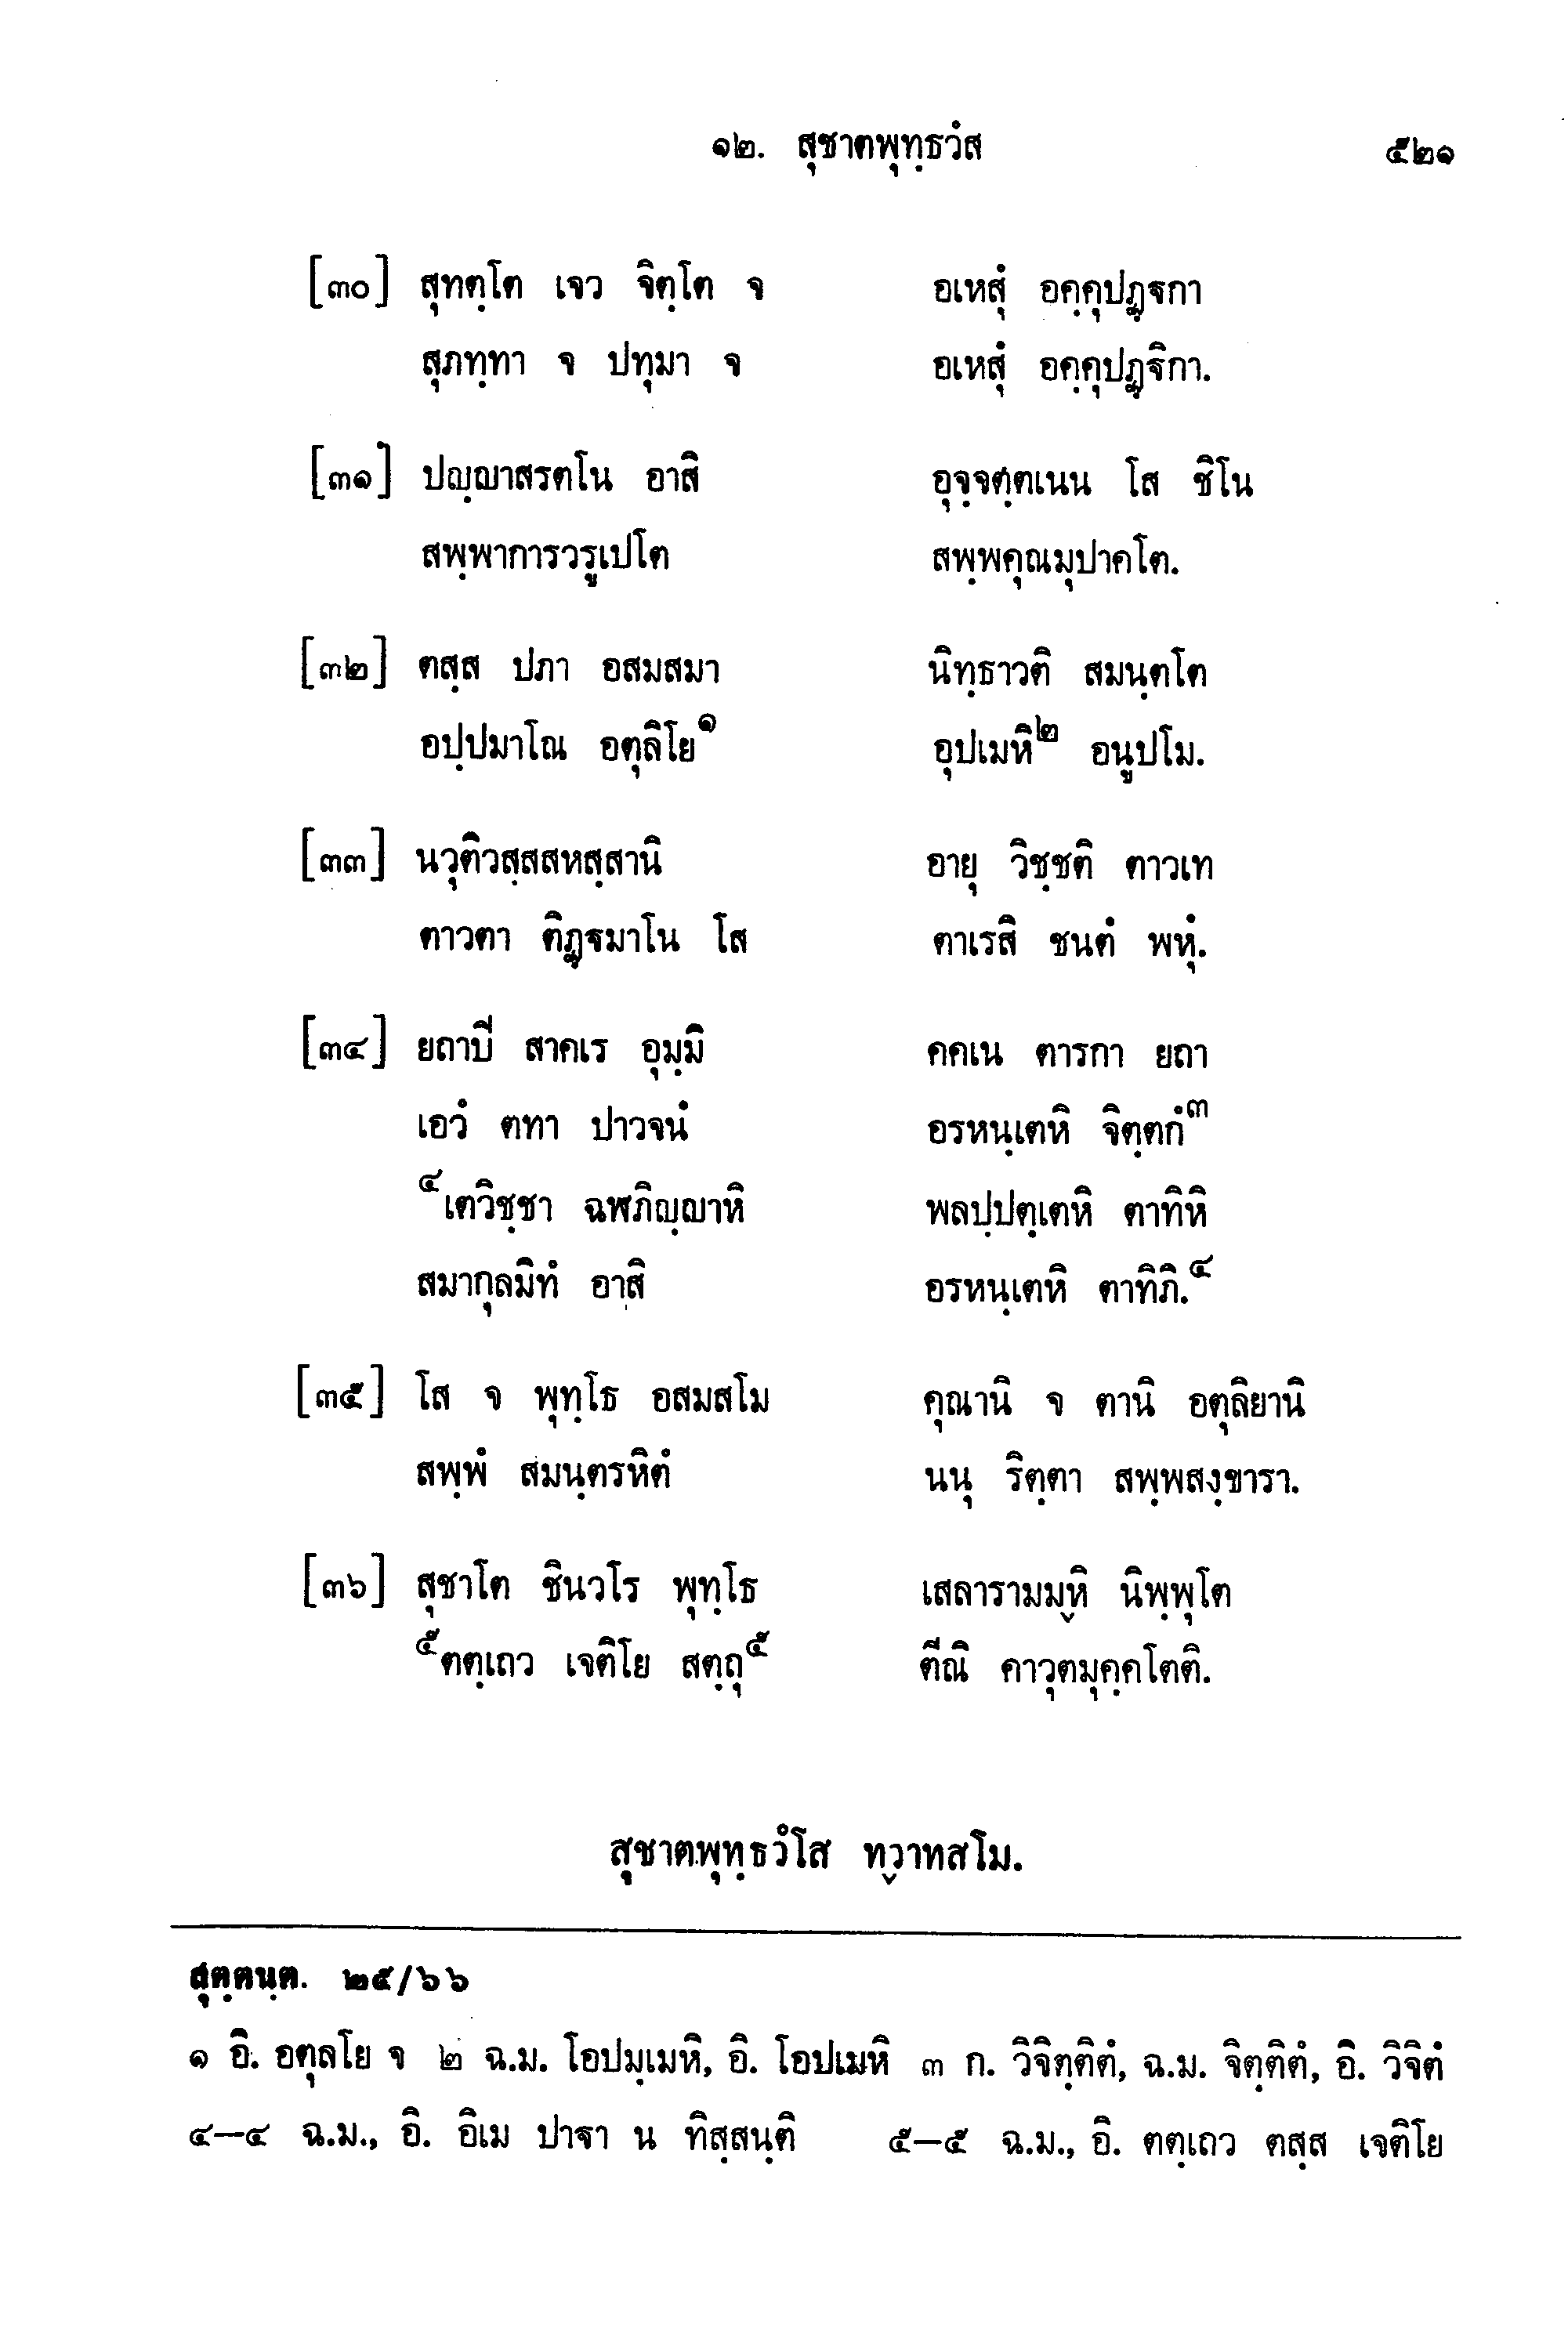 ๑๒. สุชาตพุทฺธวํส ๕๒๑
[๓๐] สุทตฺโต เจว จิตฺโต จ อเหสุํ อคฺคุปฏฺฐกา
สุภทฺทา จ ปทุมา จ อเหสุํ อคฺคุปฏฺฐิกา.
[๓๑] ปญฺญาสรตโน อาสิ อุจฺจตฺตเนน โส ชิโน
สพฺพาการวรูเปโต สพฺพคุณมุปาคโต.
[๓๒] ตสฺส ปภา อสมสมา นิทฺธาวติ สมนฺตโต
อปฺปมาโณ อตุลิโย๑ อุปเมหิ๒ อนูปโม.
[๓๓] นวุติวสฺสสหสฺสานิ อายุ วิชฺชติ ตาวเท
ตาวตา ติฏฺฐมาโน โส ตาเรสิ ชนตํ พหุํ.
[๓๔] ยถาปี สาคเร อุมฺมิ คคเน ตารกา ยถา
เอวํ ตทา ปาวจนํ อรหนฺเตหิ จิตฺตกํ๓
๔เตวิชฺชา ฉฬภิญฺญาหิ พลปฺปตฺเตหิ ตาทิหิ
สมากุลมิทํ อาสิ อรหนฺเตหิ ตาทิภิ.๔
[๓๕] โส จ พุทฺโธ อสมสโม คุณานิ จ ตานิ อตุลิยานิ
สพฺพํ สมนฺตรหิตํ นนุ ริตฺตา สพฺพสงฺขารา.
[๓๖] สุชาโต ชินวโร พุทฺโธ เสลารามมฺหิ นิพฺพุโต
๕ตตฺเถว เจติโย สตฺถุ๕ ตีณิ คาวุตมุคฺคโตติ.
สุชาตพุทฺธวํโส ทฺวาทสโม.
สุตฺตนฺต. ๒๕/๖๖
๑ อิ. อตุลโย จ ๒ ฉ.ม. โอปมฺเมหิ, อิ. โอปเมหิ ๓ ก. วิจิตฺติตํ, ฉ.ม. จิตฺติตํ, อิ. วิจิตํ
๔–๔ ฉ.ม., อิ. อิเม ปาฐา น ทิสฺสนฺติ ๕–๕ ฉ.ม., อิ. ตตฺเถว ตสฺส เจติโย